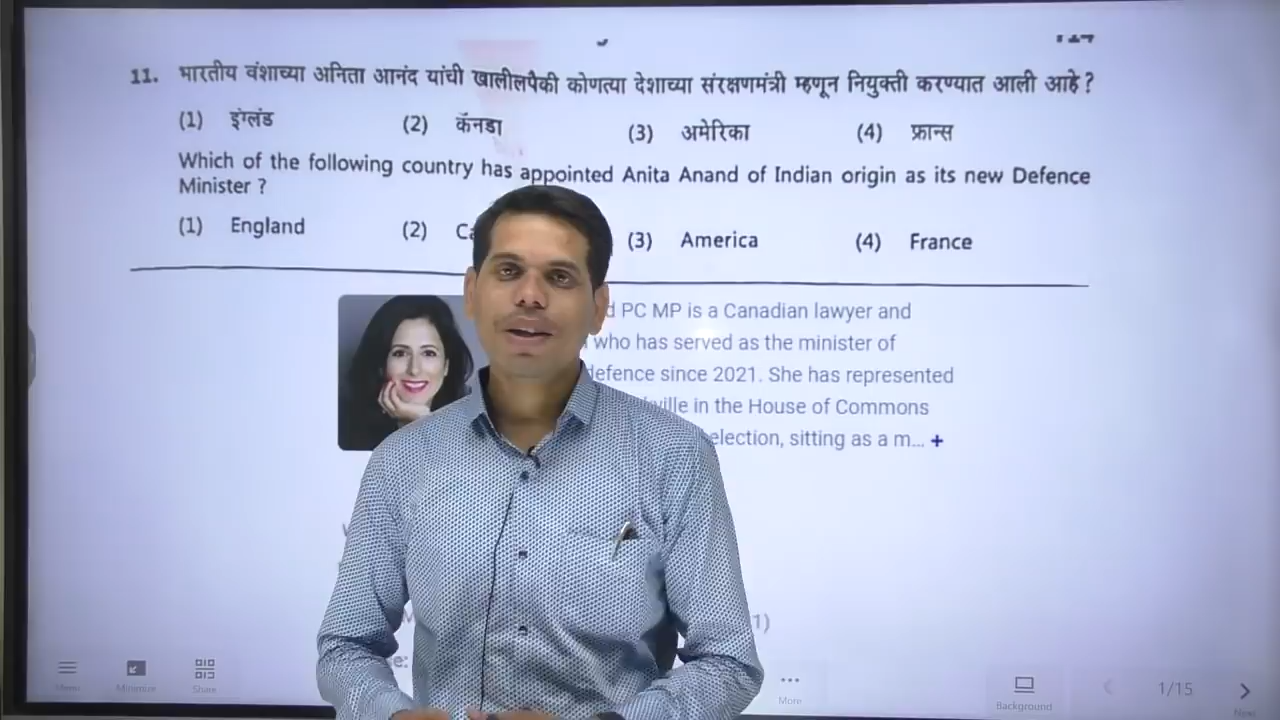 11. भारतीय वंशाच्या अनिता आनंद यांची खालीलपैकी कोणत्या देशाच्या संरक्षणमंत्री म्हणून नियुक्ती करण्यात आली आहे ?
(1) इंग्लंड (2) कॅनडा (3) अमेरिका (4) फ्रान्स
Which of the following country has appointed Anita Anand of Indian origin as its new Defence
Minister ?
(1) England (2) (3) America (4) France
PC MP is a Canadian lawyer and
who has served as the minister of
defence since 2021. She has represented
ville in the House of Commons
election, sitting as a m... +
1)
e:
Menu Minimize Share More Background 1/15 Next